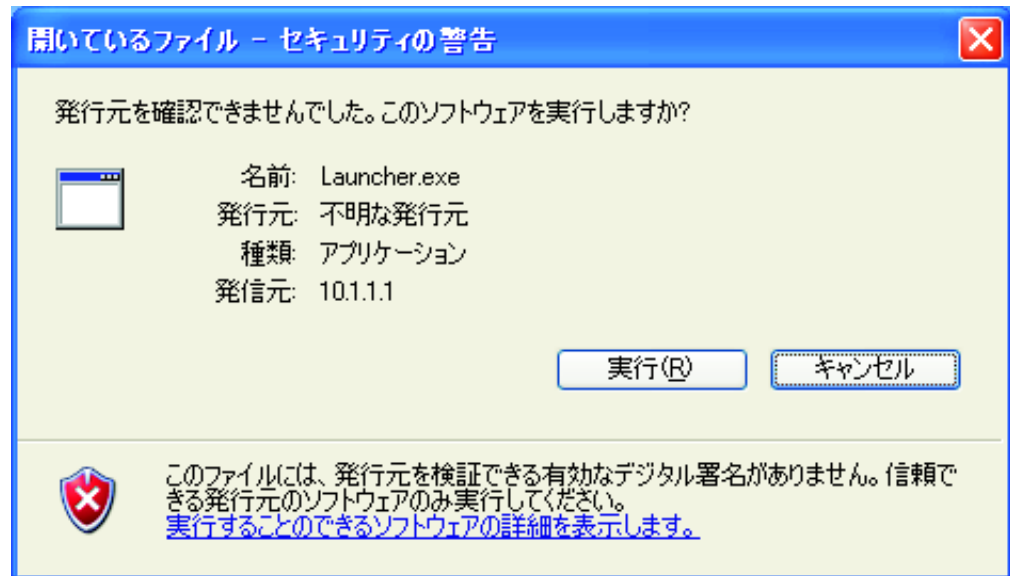 開いているファイル - セキュリティの警告
発行元を確認できませんでした。このソフトウェアを実行しますか?
名前: Launcher.exe
発行元: 不明な発行元
種類: アプリケーション
発信元: 10.1.1.1
実行(R) キャンセル
このファイルには、発行元を検証できる有効なデジタル署名がありません。信頼で
きる発行元のソフトウェアのみ実行してください。
実行することのできるソフトウェアの詳細を表示します。